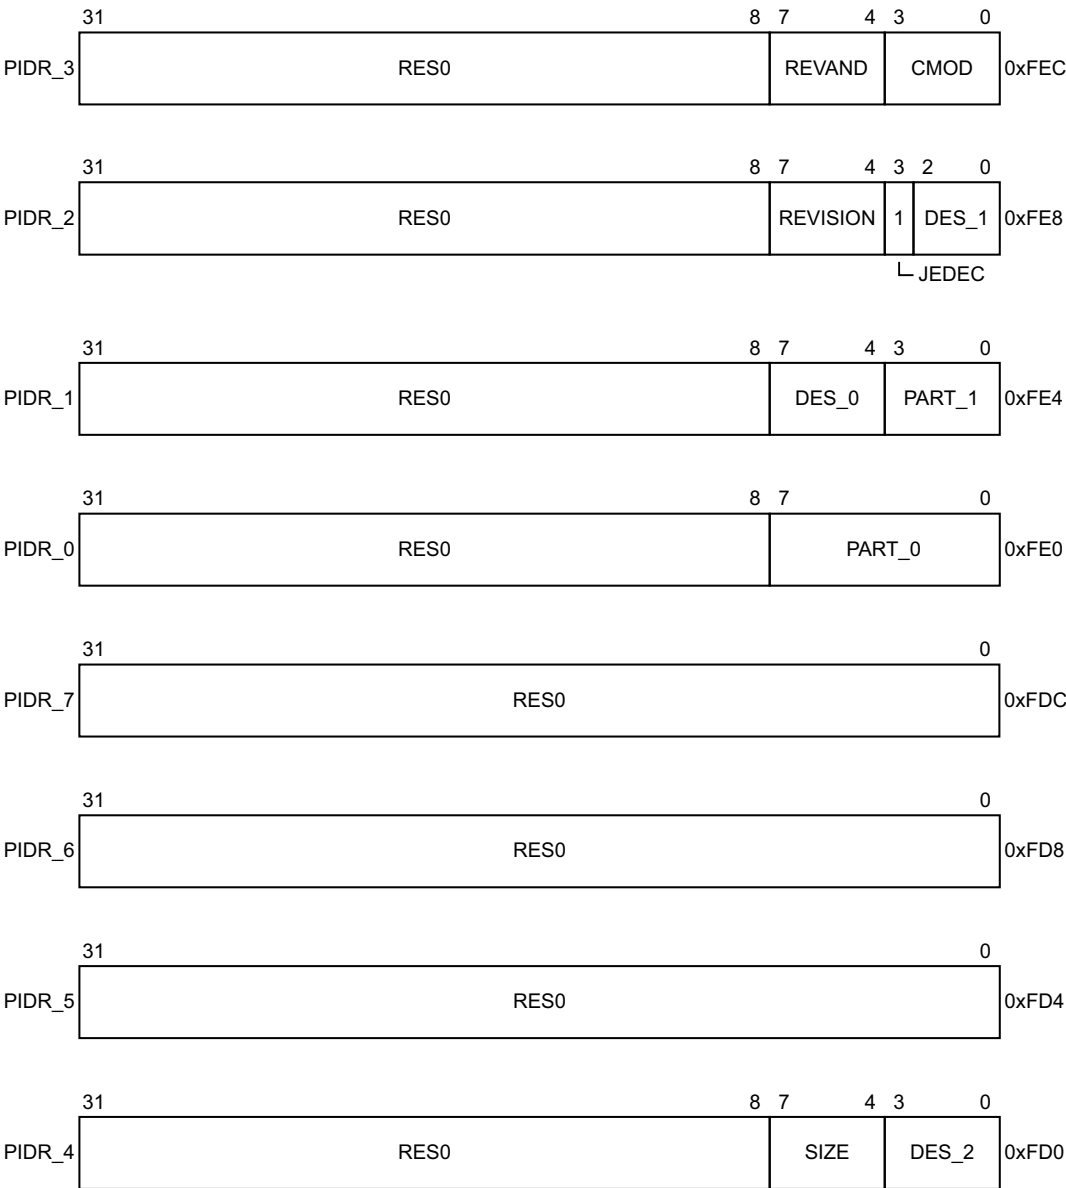 31 8 7 4 3 0
PIDR_3 RES0 REVAND CMOD 0xFEC
31 8 7 4 3 2 0
PIDR_2 RES0 REVISION 1 DES_1 0xFE8
JEDEC
31 8 7 4 3 0
PIDR_1 RES0 DES_0 PART_1 0xFE4
31 8 7 0
PIDR_0 RES0 PART_0 0xFE0
31 0
PIDR_7 RES0 0xFDC
31 0
PIDR_6 RES0 0xFD8
31 0
PIDR_5 RES0 0xFD4
31 8 7 4 3 0
PIDR_4 RES0 SIZE DES_2 0xFD0